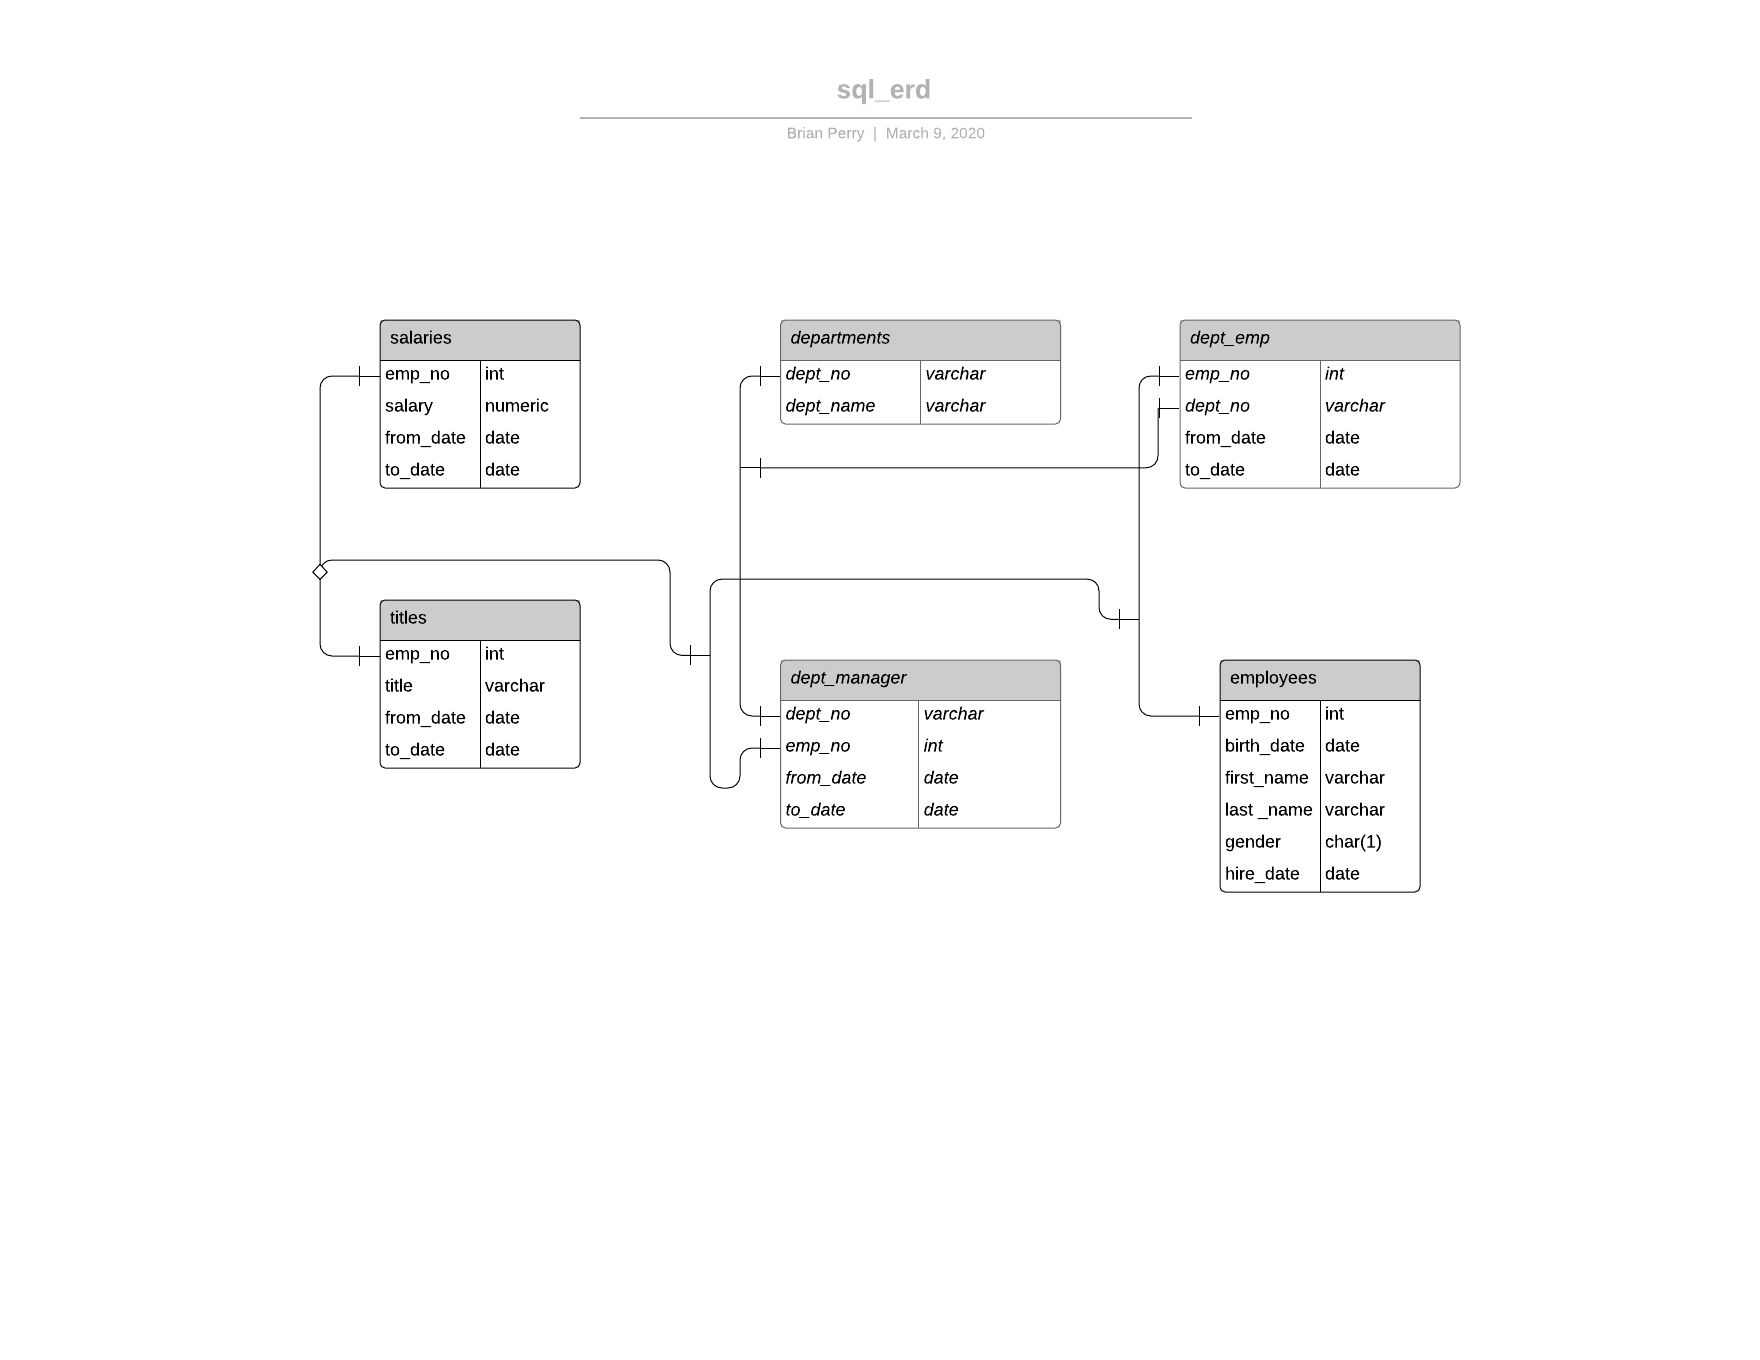 sql_erd
Brian Perry | March 9, 2020
salaries
emp_no int
salary numeric
from_date date
to_date date
departments
dept_no varchar
dept_name varchar
dept_emp
emp_no int
dept_no varchar
from_date date
to_date date
titles
emp_no int
title varchar
from_date date
to_date date
dept_manager
dept_no varchar
emp_no int
from_date date
to_date date
employees
emp_no int
birth_date date
first_name varchar
last _name varchar
gender char(1)
hire_date date